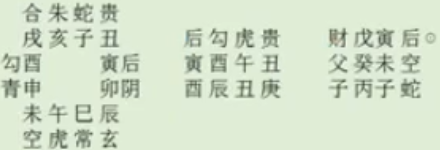 合朱蛇贵
戌亥子丑 后勾虎贵 财戊寅后◎
勾酉 寅后 寅酉午丑 父癸未空
青申 卯阴 酉辰丑庚 子丙子蛇
未午巳辰
空虎常玄